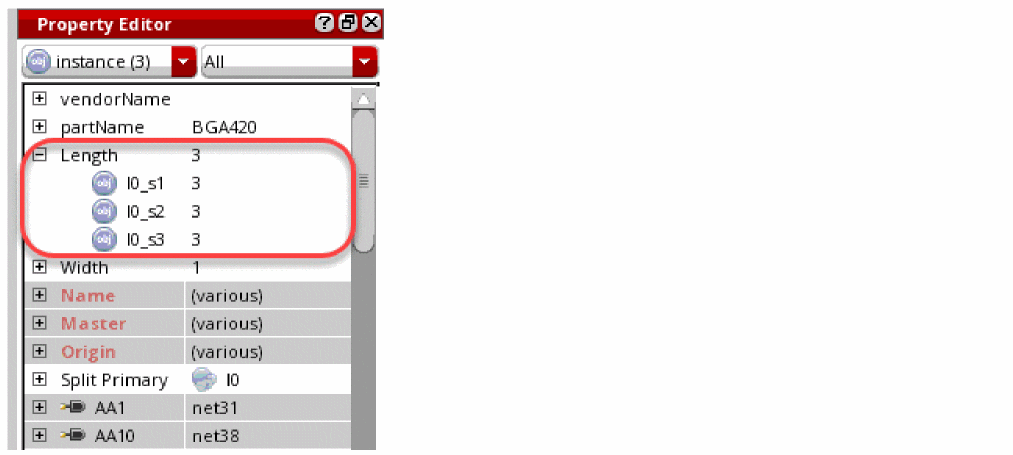 Property Editor
instance (3) All
vendorName
partName BGA420
Length 3
I0_s1 3
I0_s2 3
I0_s3 3
Width 1
Name (various)
Master (various)
Origin (various)
Split Primary I0
AA1 net31
AA10 net38